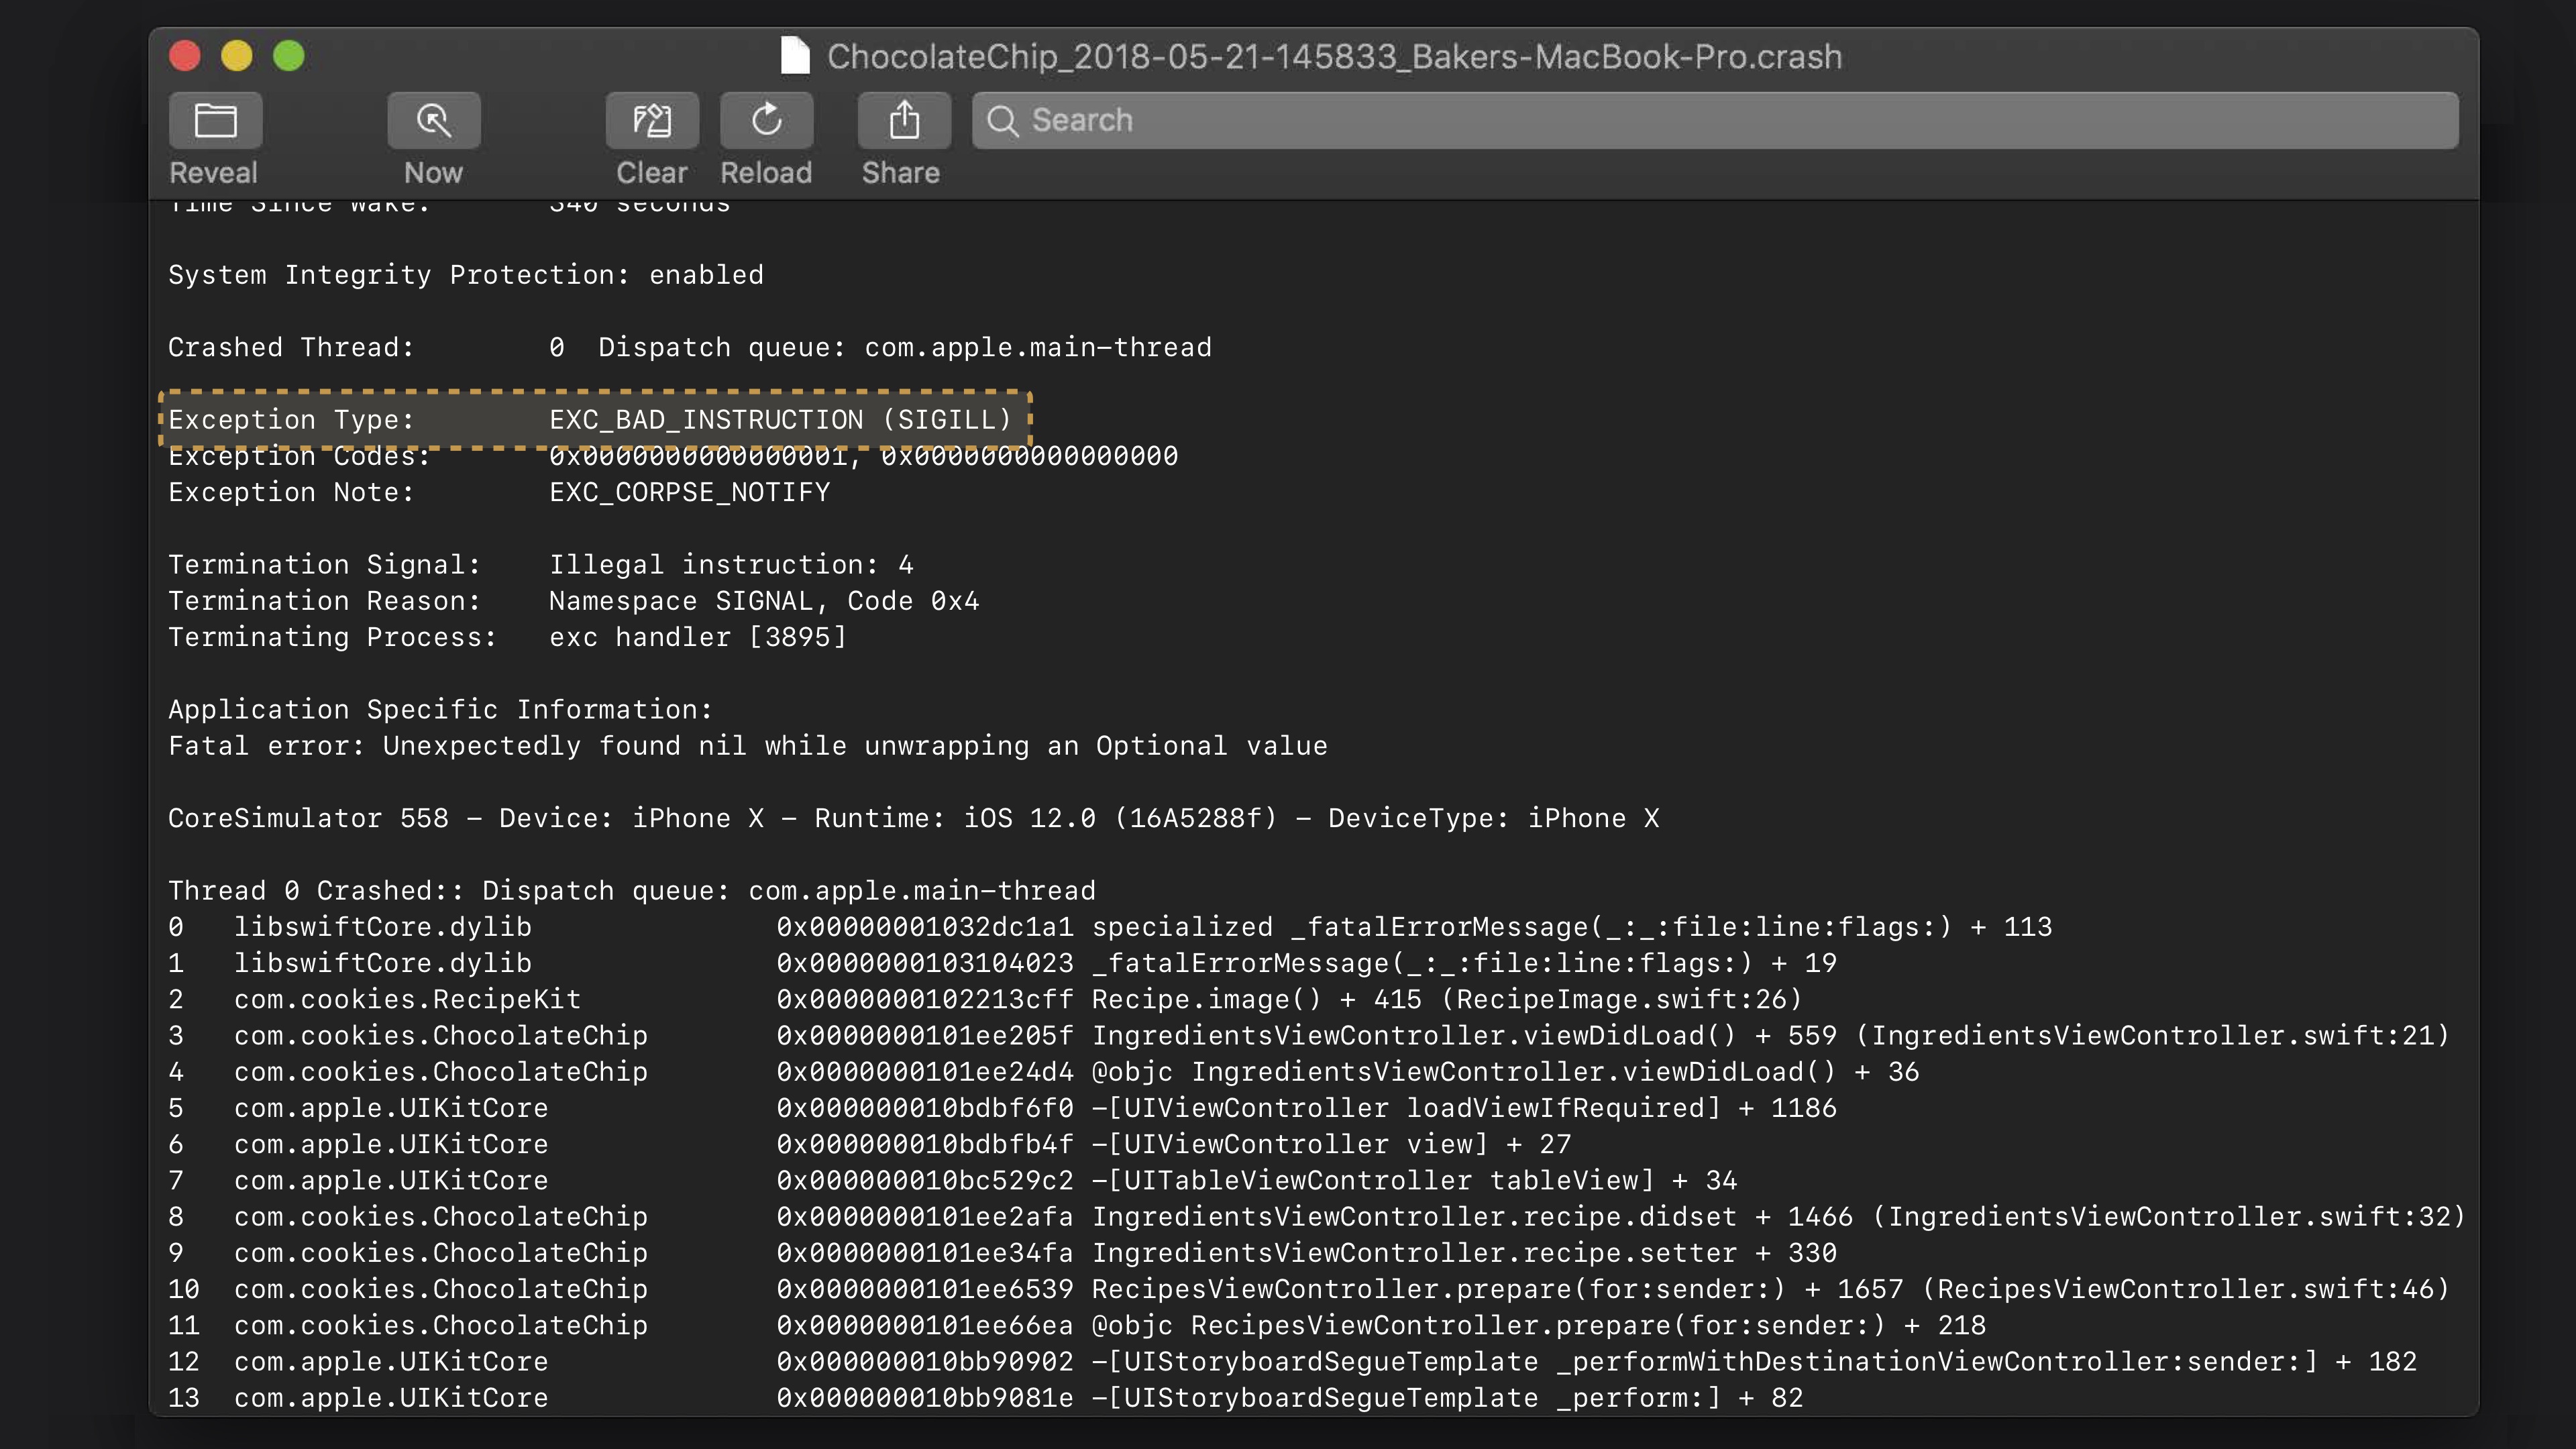 ChocolateChip_2018-05-21-145833_Bakers-MacBook-Pro.crash
Search
Reveal Now Clear Reload Share
Time Since Wake: 340 seconds
System Integrity Protection: enabled
Crashed Thread: 0 Dispatch queue: com.apple.main-thread
Exception Type: EXC_BAD_INSTRUCTION (SIGILL)
Exception Codes: 0x0000000000000001, 0x0000000000000000
Exception Note: EXC_CORPSE_NOTIFY
Termination Signal: Illegal instruction: 4
Termination Reason: Namespace SIGNAL, Code 0x4
Terminating Process: exc handler [3895]
Application Specific Information:
Fatal error: Unexpectedly found nil while unwrapping an Optional value
CoreSimulator 558 - Device: iPhone X - Runtime: iOS 12.0 (16A5288f) - DeviceType: iPhone X
Thread 0 Crashed:: Dispatch queue: com.apple.main-thread
0 libswiftCore.dylib 0x00000001032dc1a1 specialized _fatalErrorMessage(_:_:file:line:flags:) + 113
1 libswiftCore.dylib 0x0000000103104023 _fatalErrorMessage(_:_:file:line:flags:) + 19
2 com.cookies.RecipeKit 0x0000000102213cff Recipe.image() + 415 (RecipeImage.swift:26)
3 com.cookies.ChocolateChip 0x0000000101ee205f IngredientsViewController.viewDidLoad() + 559 (IngredientsViewController.swift:21)
4 com.cookies.ChocolateChip 0x0000000101ee24d4 @objc IngredientsViewController.viewDidLoad() + 36
5 com.apple.UIKitCore 0x000000010bdbf6f0 -[UIViewController loadViewIfRequired] + 1186
6 com.apple.UIKitCore 0x000000010bdbfb4f -[UIViewController view] + 27
7 com.apple.UIKitCore 0x000000010bc529c2 -[UITableViewController tableView] + 34
8 com.cookies.ChocolateChip 0x0000000101ee2afa IngredientsViewController.recipe.didset + 1466 (IngredientsViewController.swift:32)
9 com.cookies.ChocolateChip 0x0000000101ee34fa IngredientsViewController.recipe.setter + 330
10 com.cookies.ChocolateChip 0x0000000101ee6539 RecipesViewController.prepare(for:sender:) + 1657 (RecipesViewController.swift:46)
11 com.cookies.ChocolateChip 0x0000000101ee66ea @objc RecipesViewController.prepare(for:sender:) + 218
12 com.apple.UIKitCore 0x000000010bb90902 -[UIStoryboardSegueTemplate _performWithDestinationViewController:sender:] + 182
13 com.apple.UIKitCore 0x000000010bb9081e -[UIStoryboardSegueTemplate _perform:] + 82